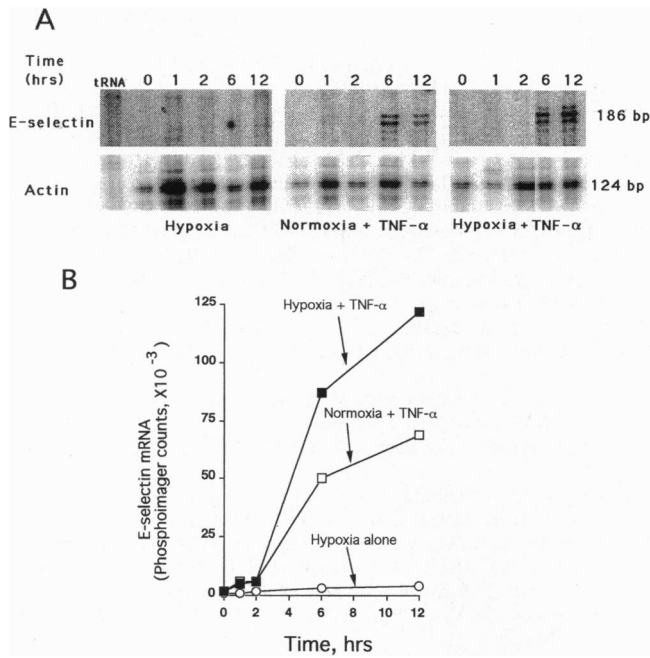 A
Time
(hrs)
tRNA 0 1 2 6 12 0 1 2 6 12 0 1 2 6 12
E-selectin 186 bp
Actin 124 bp
Hypoxia Normoxia + TNF-α Hypoxia + TNF-α
B
125
Hypoxia + TNF-α
100
Normoxia + TNF-α
75
50
25
Hypoxia alone
0
0 2 4 6 8 10 12
E-selectin mRNA
(Phosphoimager counts, X10 -3)
Time, hrs